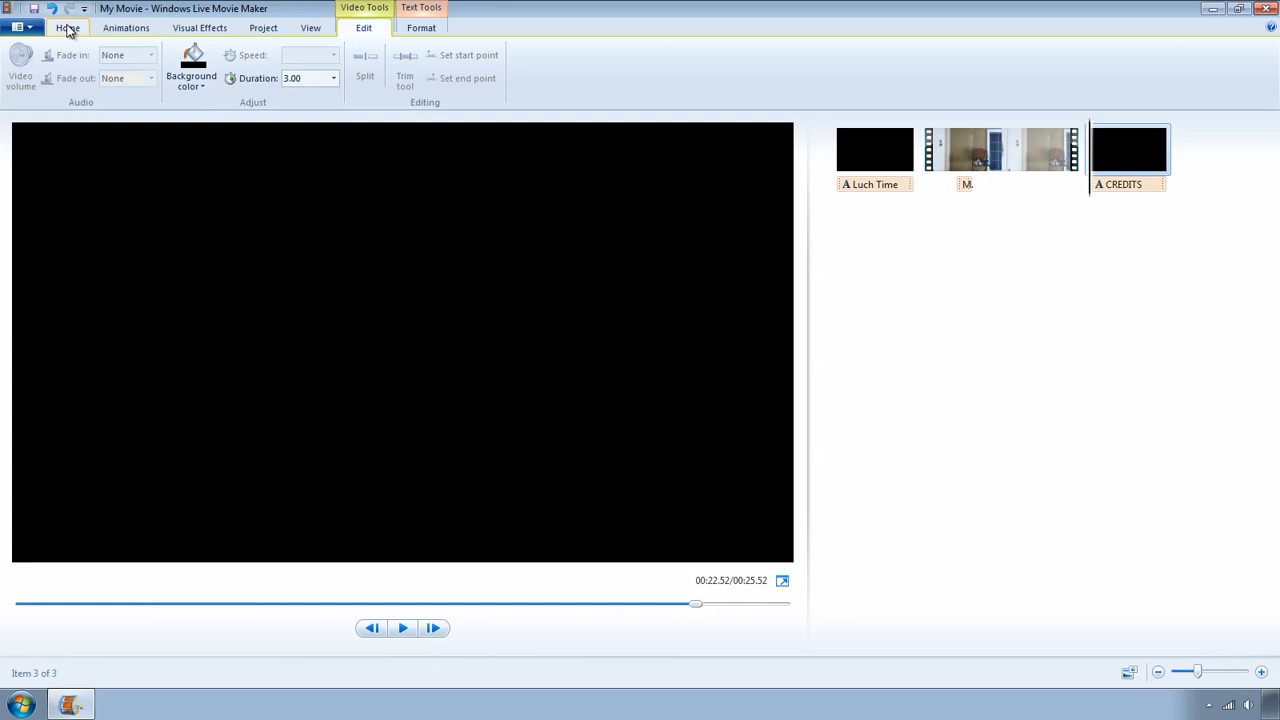 My Movie - Windows Live Movie Maker
Video Tools
Text Tools
Home
Animations
Visual Effects
Project
View
Edit
Format
Video volume
Fade in: None
Fade out: None
Audio
Background color
Speed:
Duration: 3.00
Adjust
Split
Trim tool
Set start point
Set end point
Editing
A Luch Time
M.
A CREDITS
00:22.52/00:25.52
Item 3 of 3